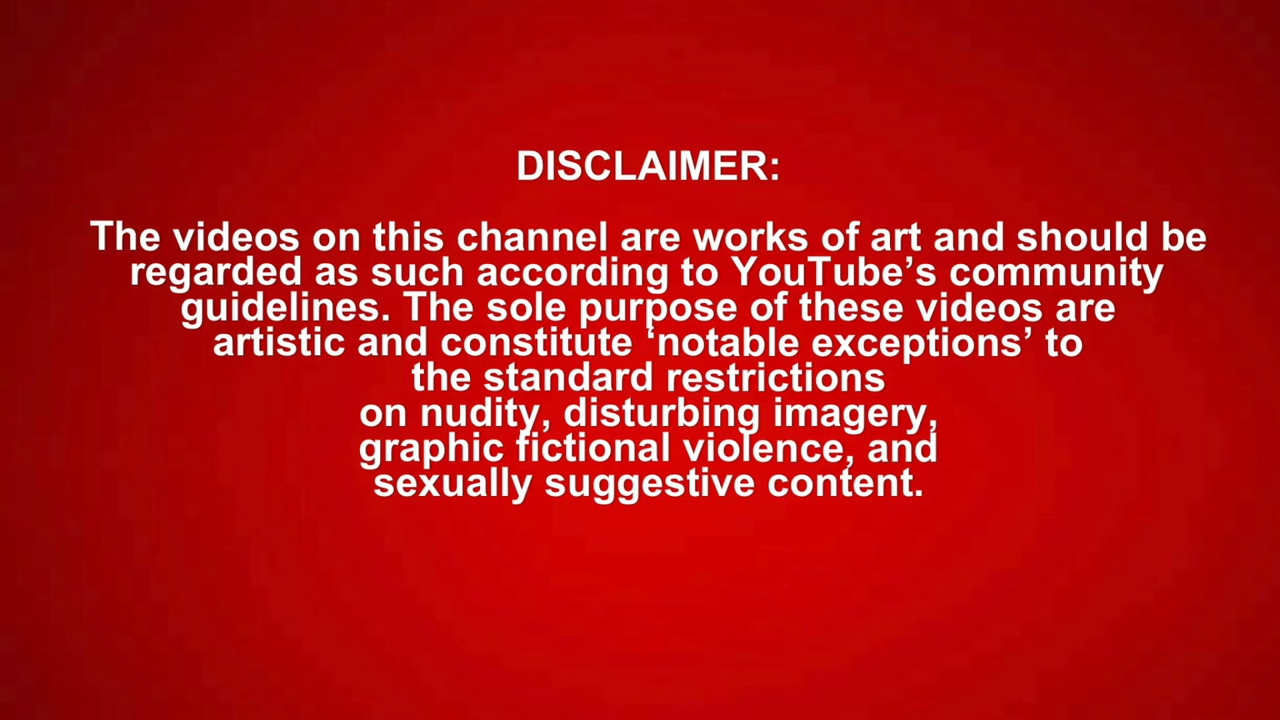 DISCLAIMER:
The videos on this channel are works of art and should be
regarded as such according to YouTube’s community
guidelines. The sole purpose of these videos are
artistic and constitute ‘notable exceptions’ to
the standard restrictions
on nudity, disturbing imagery,
graphic fictional violence, and
sexually suggestive content.